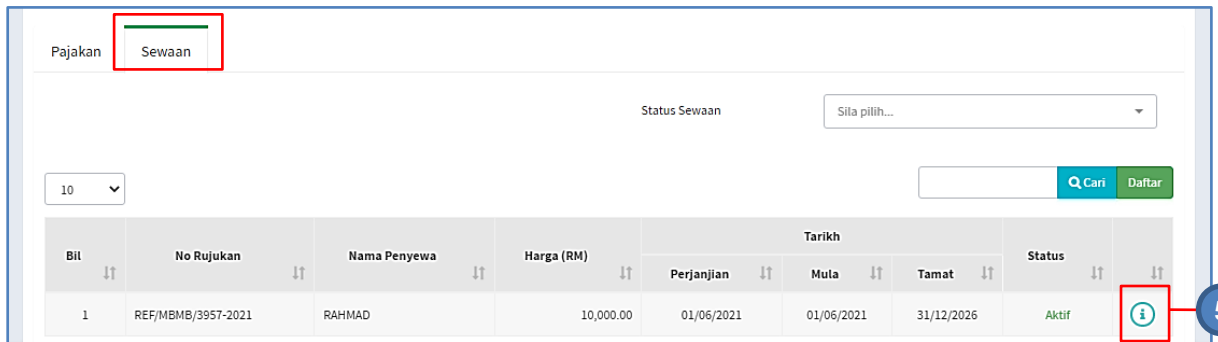 Pajakan Sewaan
Status Sewaan Sila pilih...
10 Cari Daftar
Tarikh
Bil No Rujukan Nama Penyewa Harga (RM) Status
Perjanjian Mula Tamat
1 REF/MBMB/3957-2021 RAHMAD 10,000.00 01/06/2021 01/06/2021 31/12/2026 Aktif i